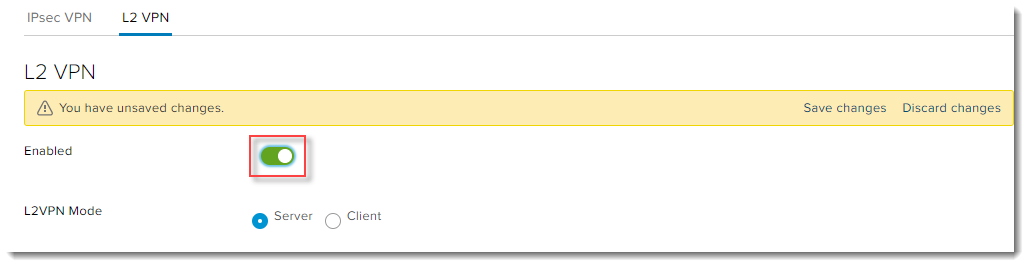 IPsec VPN L2 VPN
L2 VPN
You have unsaved changes. Save changes Discard changes
Enabled
L2VPN Mode Server Client